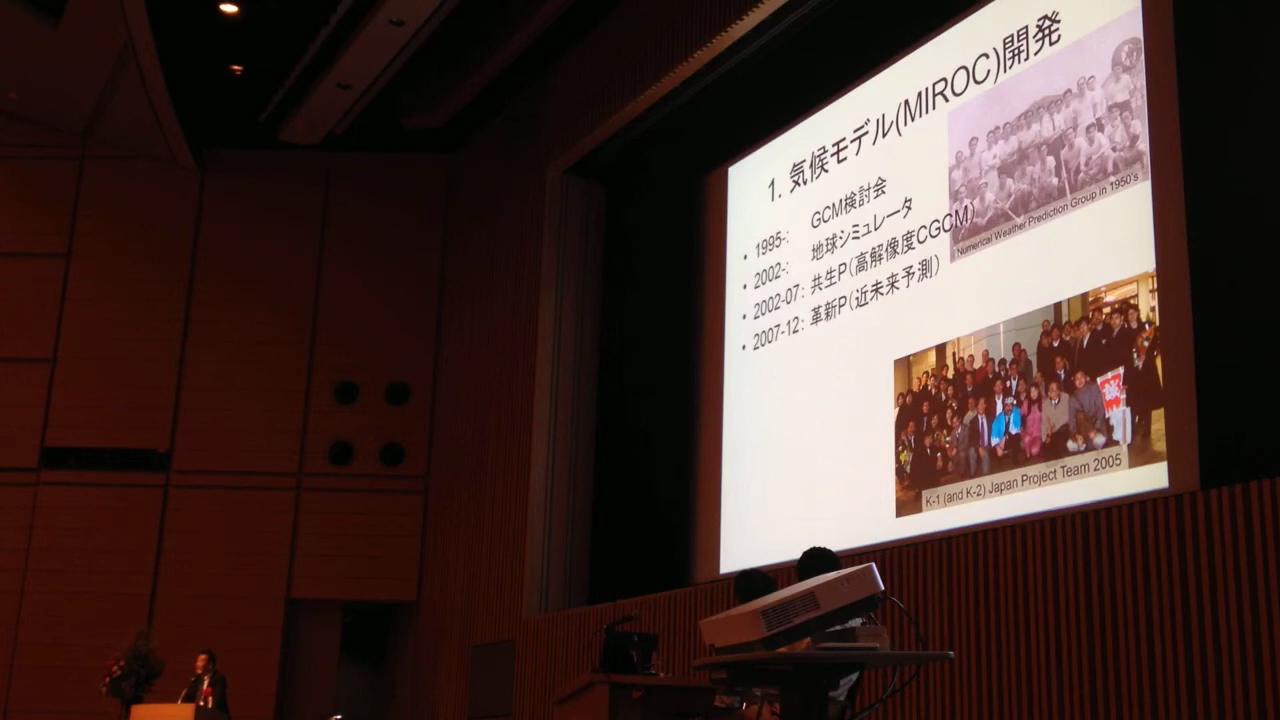 1. 気候モデル(MIROC)開発
• 1995-: GCM検討会
• 2002-: 地球シミュレータ
• 2002-07: 共生P(高解像度CGCM)
• 2007-12: 革新P(近未来予測)
Numerical Weather Prediction Group in 1950's
K-1 (and K-2) Japan Project Team 2005